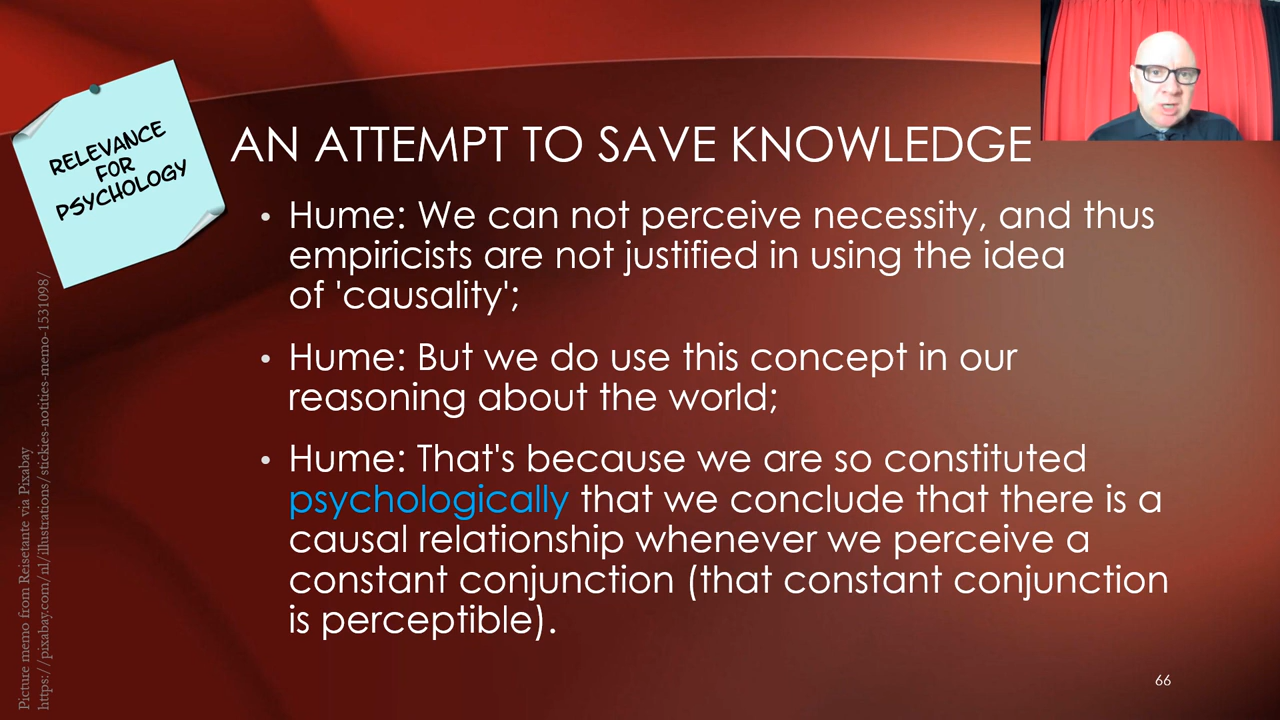 RELEVANCE
FOR
PSYCHOLOGY
AN ATTEMPT TO SAVE KNOWLEDGE
• Hume: We can not perceive necessity, and thus
empiricists are not justified in using the idea
of 'causality';
• Hume: But we do use this concept in our
reasoning about the world;
• Hume: That's because we are so constituted
psychologically that we conclude that there is a
causal relationship whenever we perceive a
constant conjunction (that constant conjunction
is perceptible).
66
Picture memo from Reisetante via Pixabay
https://pixabay.com/nl/illustrations/stickies-notities-memo-1531098/